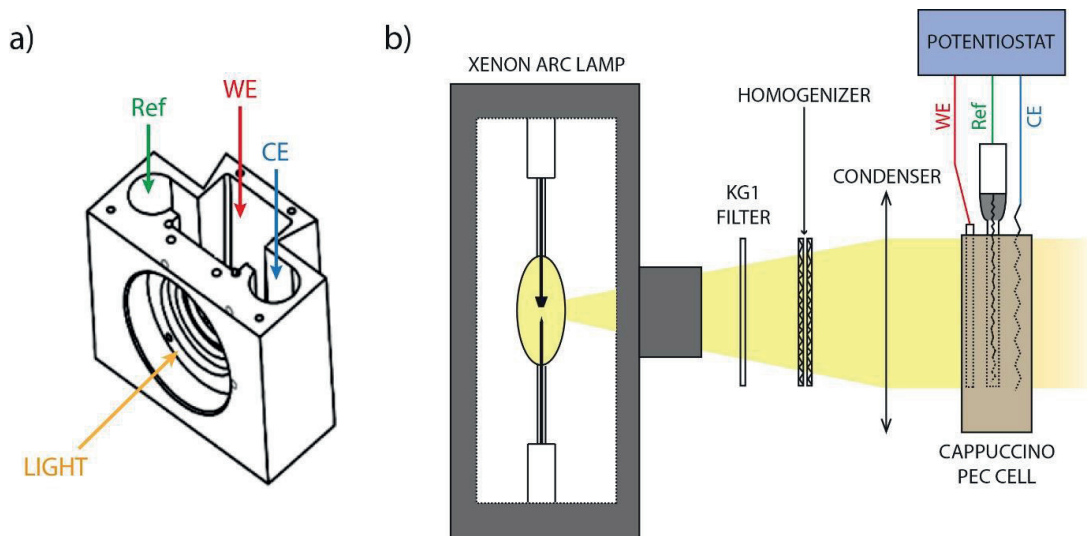 a)
Ref
WE
CE
LIGHT
b)
XENON ARC LAMP
KG1
FILTER
HOMOGENIZER
CONDENSER
POTENTIOSTAT
WE
Ref
CE
CAPPUCCINO
PEC CELL